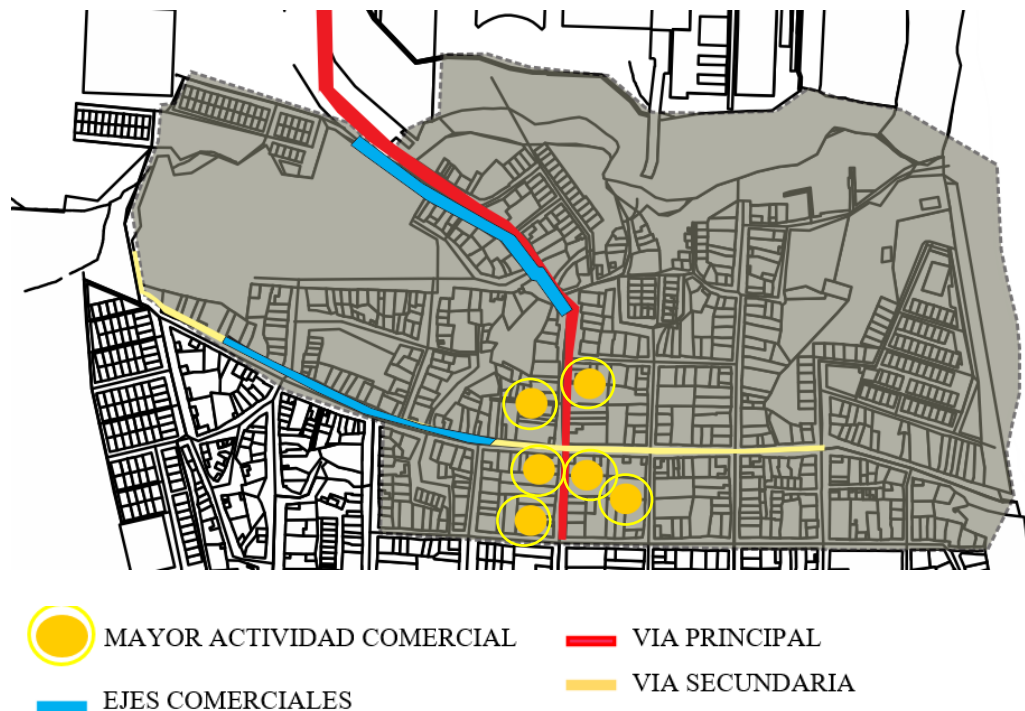 MAYOR ACTIVIDAD COMERCIAL
VIA PRINCIPAL
EJES COMERCIALES
VIA SECUNDARIA